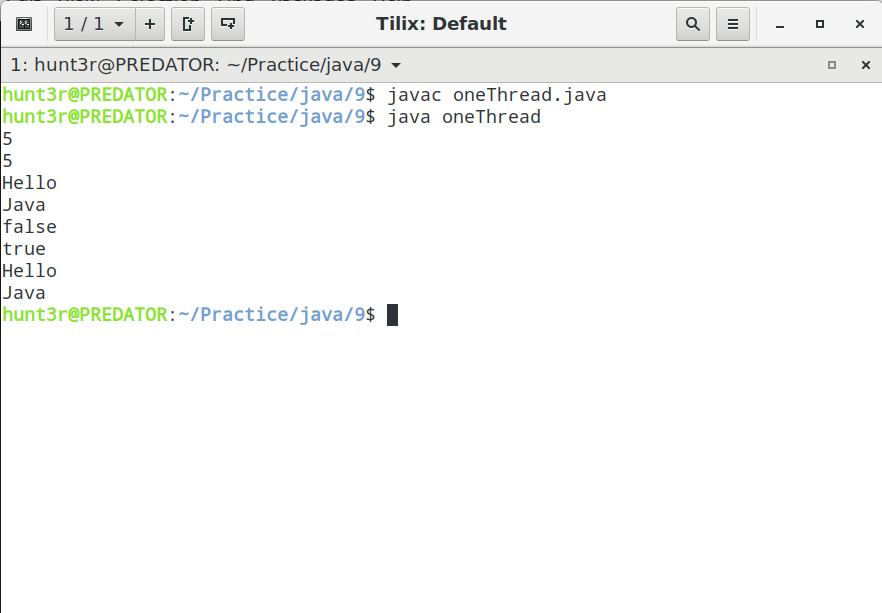 1 / 1
Tilix: Default
1: hunt3r@PREDATOR: ~/Practice/java/9
hunt3r@PREDATOR:~/Practice/java/9$ javac oneThread.java
hunt3r@PREDATOR:~/Practice/java/9$ java oneThread
5
5
Hello
Java
false
true
Hello
Java
hunt3r@PREDATOR:~/Practice/java/9$